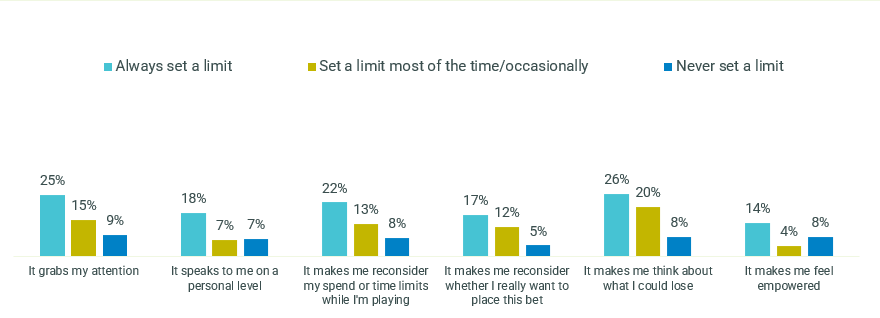 Always set a limit
Set a limit most of the time/occasionally
Never set a limit
25%
15%
9%
18%
7%
7%
22%
13%
8%
17%
12%
5%
26%
20%
8%
14%
4%
8%
It grabs my attention
It speaks to me on a
personal level
It makes me reconsider
my spend or time limits
while I'm playing
It makes me reconsider
whether I really want to
place this bet
It makes me think about
what I could lose
It makes me feel
empowered